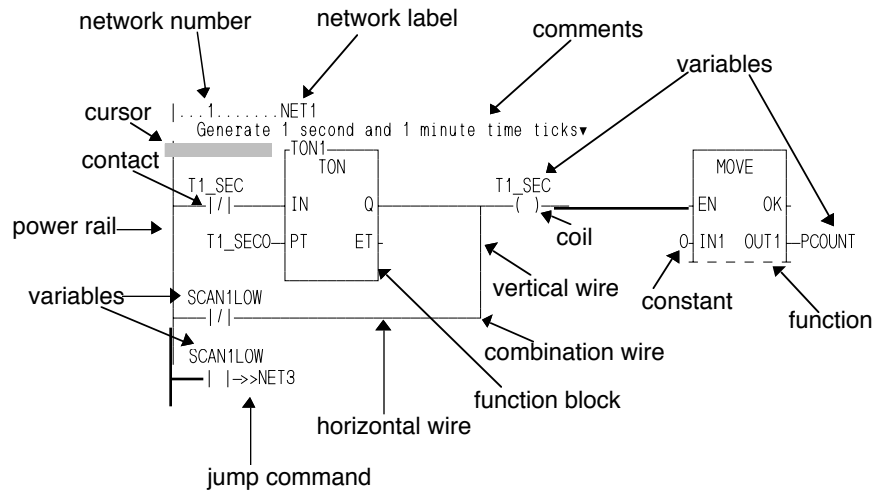 network number
network label
comments
variables
|...1.......NET1
cursor
Generate 1 second and 1 minute time ticks▾
TON1
contact
TON
MOVE
T1_SEC
T1_SEC
|/|
IN
Q
( )
EN
OK
power rail
coil
T1_SECO
PT
ET
0
IN1
OUT1
PCOUNT
variables
SCAN1LOW
vertical wire
constant
function
|/|
SCAN1LOW
combination wire
| |->>NET3
function block
horizontal wire
jump command